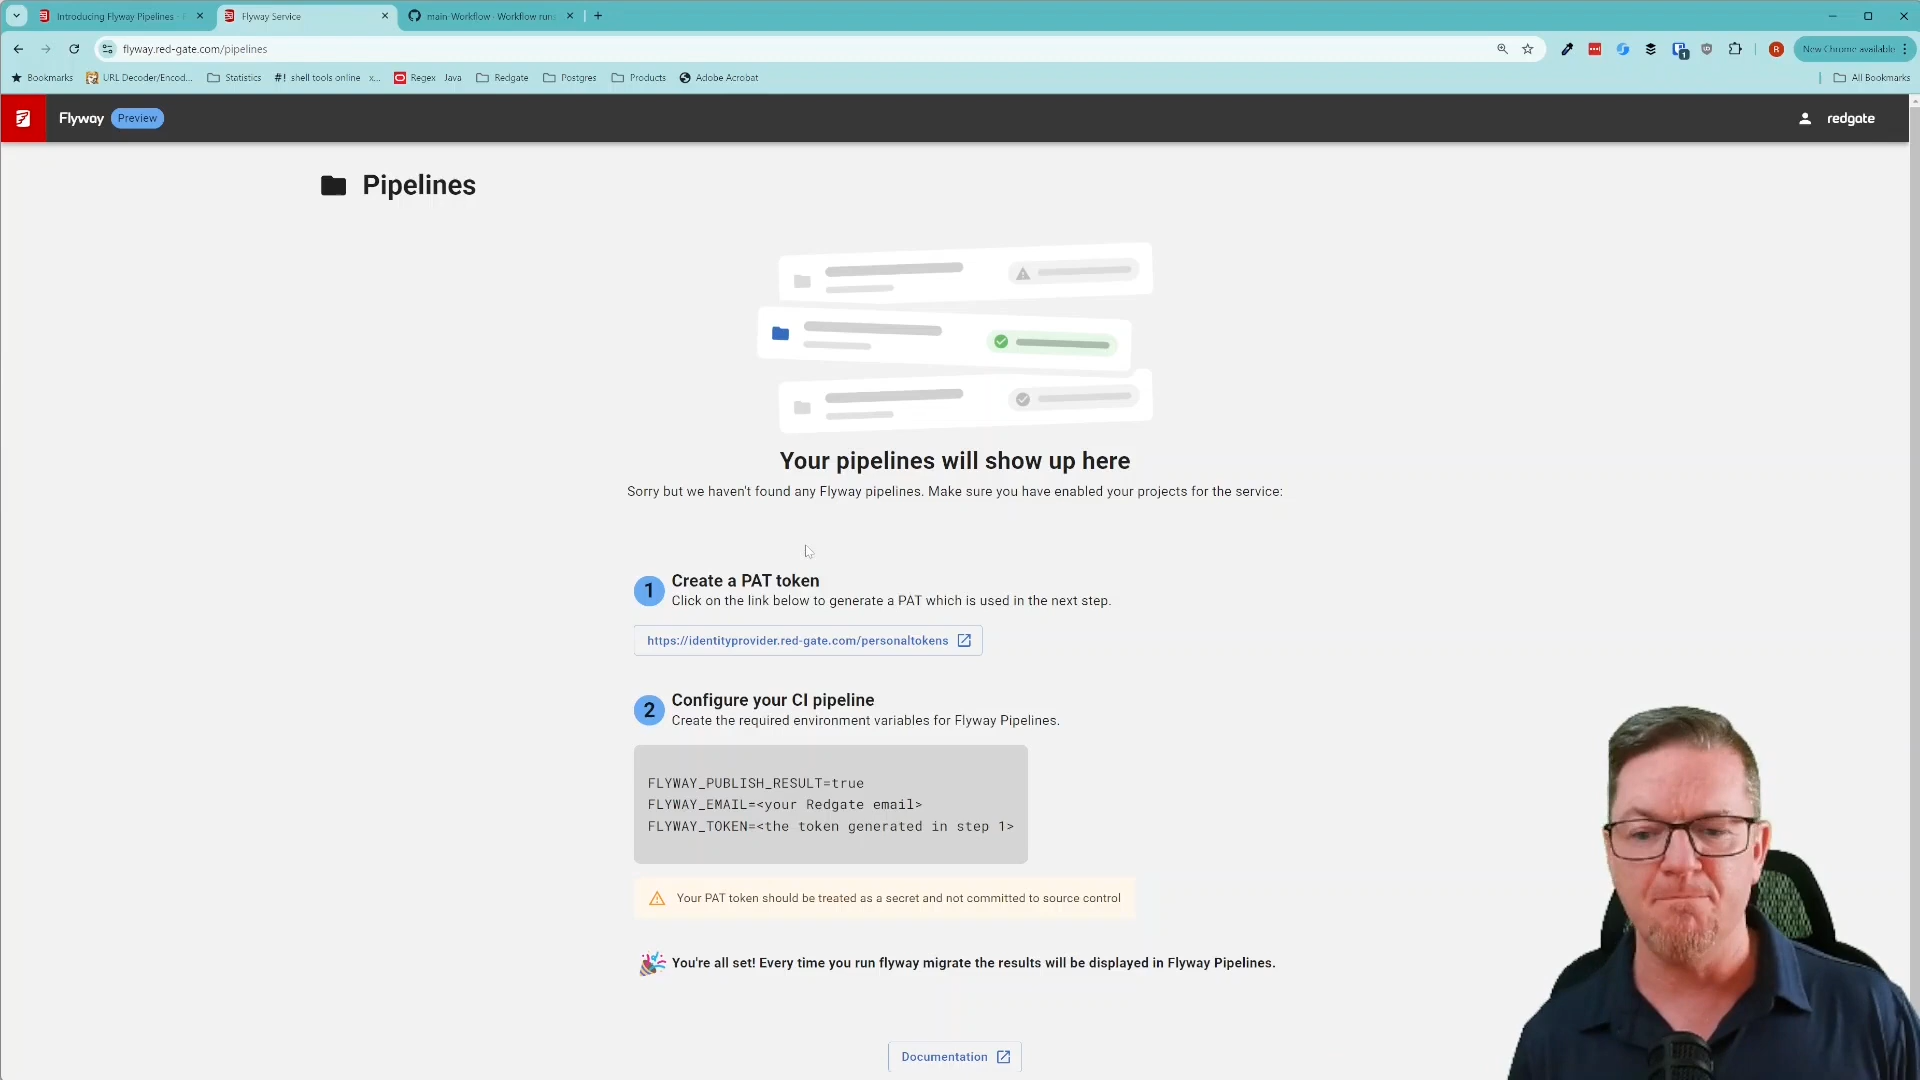 Introducing Flyway Pipelines -
Flyway Service
main-Workflow · Workflow run
flyway.red-gate.com/pipelines
New Chrome available
Bookmarks
URL Decoder/Encod...
Statistics
#! shell tools online
x...
Regex
Java
Redgate
Postgres
Products
Adobe Acrobat
All Bookmarks
Flyway
Preview
redgate
Pipelines
Your pipelines will show up here
Sorry but we haven't found any Flyway pipelines. Make sure you have enabled your projects for the service:
1
Create a PAT token
Click on the link below to generate a PAT which is used in the next step.
https://identityprovider.red-gate.com/personaltokens
2
Configure your CI pipeline
Create the required environment variables for Flyway Pipelines.
FLYWAY_PUBLISH_RESULT=true
FLYWAY_EMAIL=<your Redgate email>
FLYWAY_TOKEN=<the token generated in step 1>
Your PAT token should be treated as a secret and not committed to source control
You're all set! Every time you run flyway migrate the results will be displayed in Flyway Pipelines.
Documentation